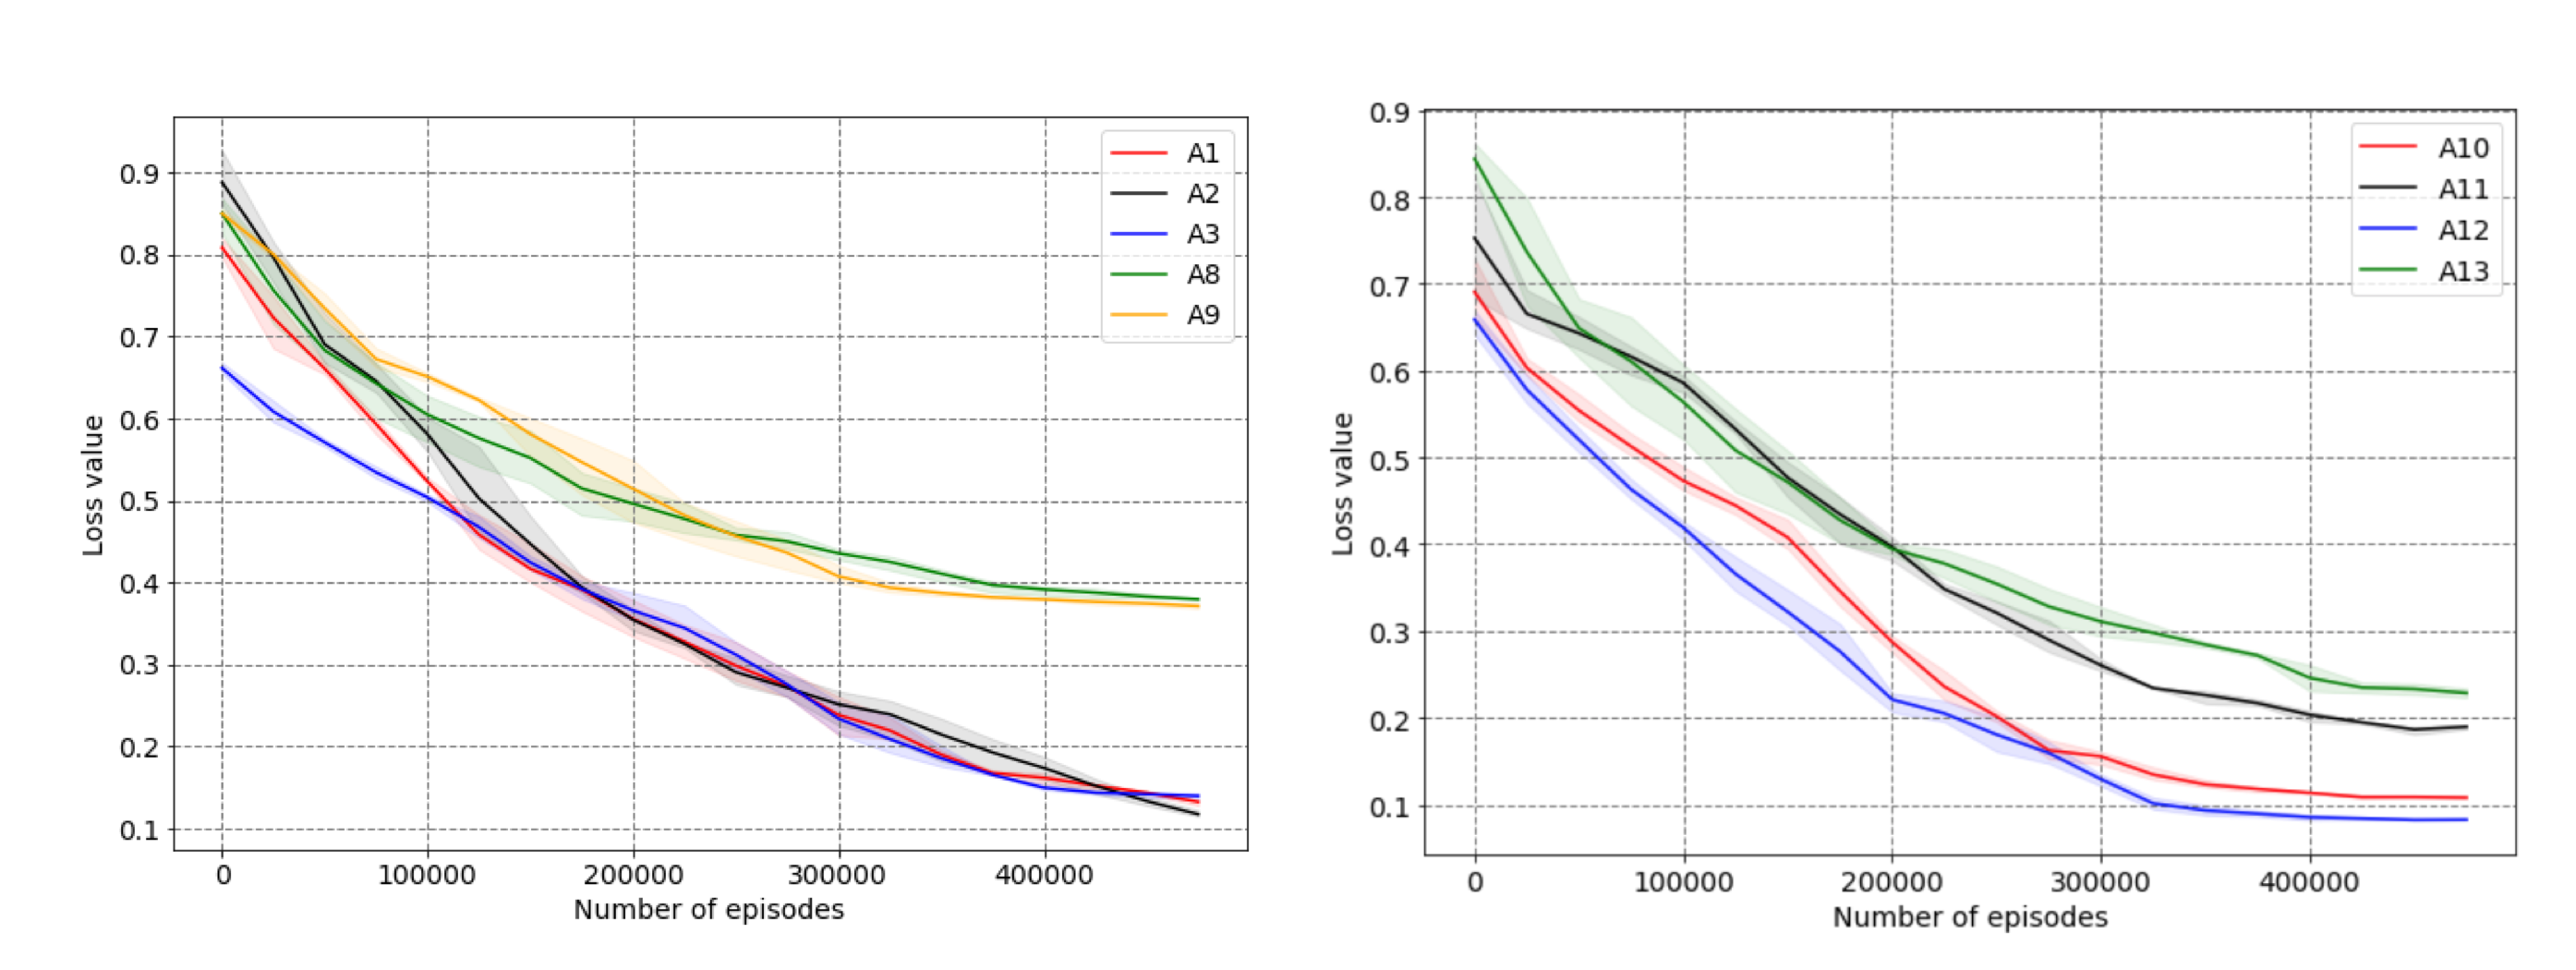 0.9
0.8
0.7
0.6
0.5
0.4
0.3
0.2
0.1
Loss value
0 100000 200000 300000 400000
Number of episodes
A1
A2
A3
A8
A9
0.9
0.8
0.7
0.6
0.5
0.4
0.3
0.2
0.1
Loss value
0 100000 200000 300000 400000
Number of episodes
A10
A11
A12
A13